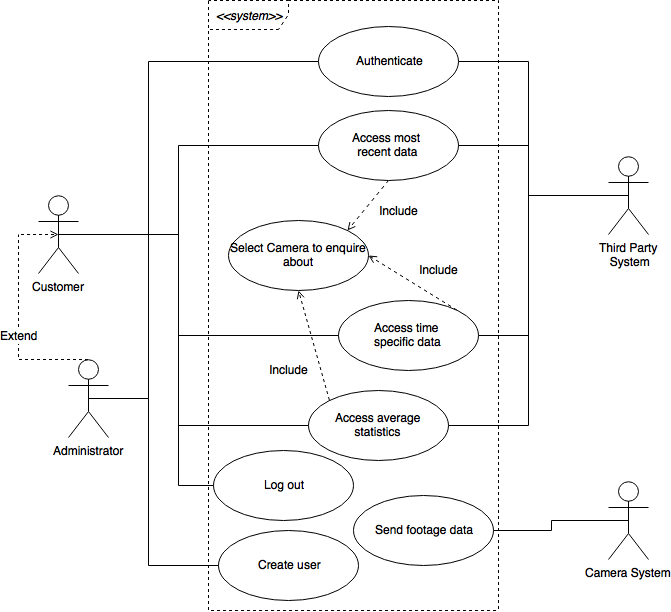 <<system>>
Authenticate
Access most
recent data
Include
Select Camera to enquire
about
Customer
Third Party
System
Include
Extend
Access time
specific data
Include
Access average
statistics
Administrator
Log out
Send footage data
Create user
Camera System